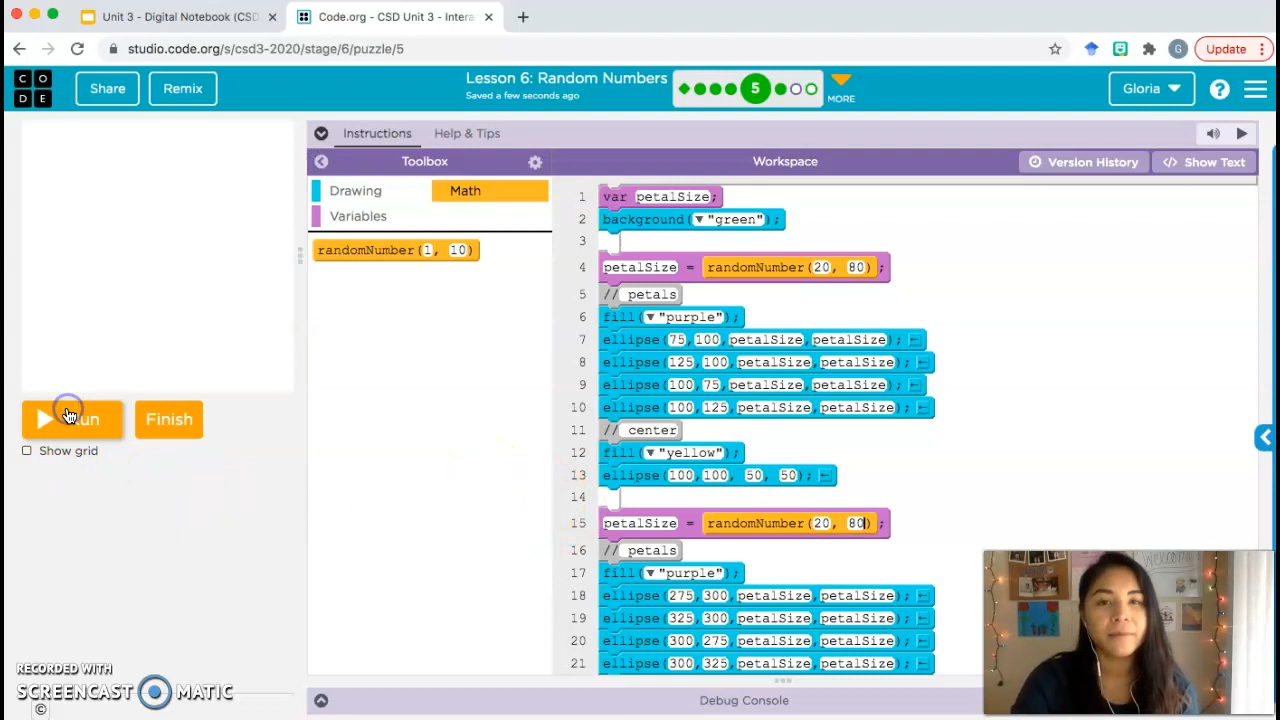 Unit 3 - Digital Notebook (CSD
Code.org - CSD Unit 3 - Intera
studio.code.org/s/csd3-2020/stage/6/puzzle/5
G
Update
C O D E
Share
Remix
Lesson 6: Random Numbers
Saved a few seconds ago
5
MORE
Gloria
?
Instructions
Help & Tips
Toolbox
Workspace
Version History
</> Show Text
Drawing
Math
Variables
randomNumber(1, 10)
1 var petalSize;
2 background("green");
3
4 petalSize = randomNumber(20, 80);
5 // petals
6 fill("purple");
7 ellipse(75,100,petalSize,petalSize);
8 ellipse(125,100,petalSize,petalSize);
9 ellipse(100,75,petalSize,petalSize);
10 ellipse(100,125,petalSize,petalSize);
11 // center
12 fill("yellow");
13 ellipse(100,100, 50, 50);
14
15 petalSize = randomNumber(20, 80);
16 // petals
17 fill("purple");
18 ellipse(275,300,petalSize,petalSize);
19 ellipse(325,300,petalSize,petalSize);
20 ellipse(300,275,petalSize,petalSize);
21 ellipse(300,325,petalSize,petalSize);
Run
Finish
Show grid
Debug Console
RECORDED WITH
SCREENCAST MATIC
©